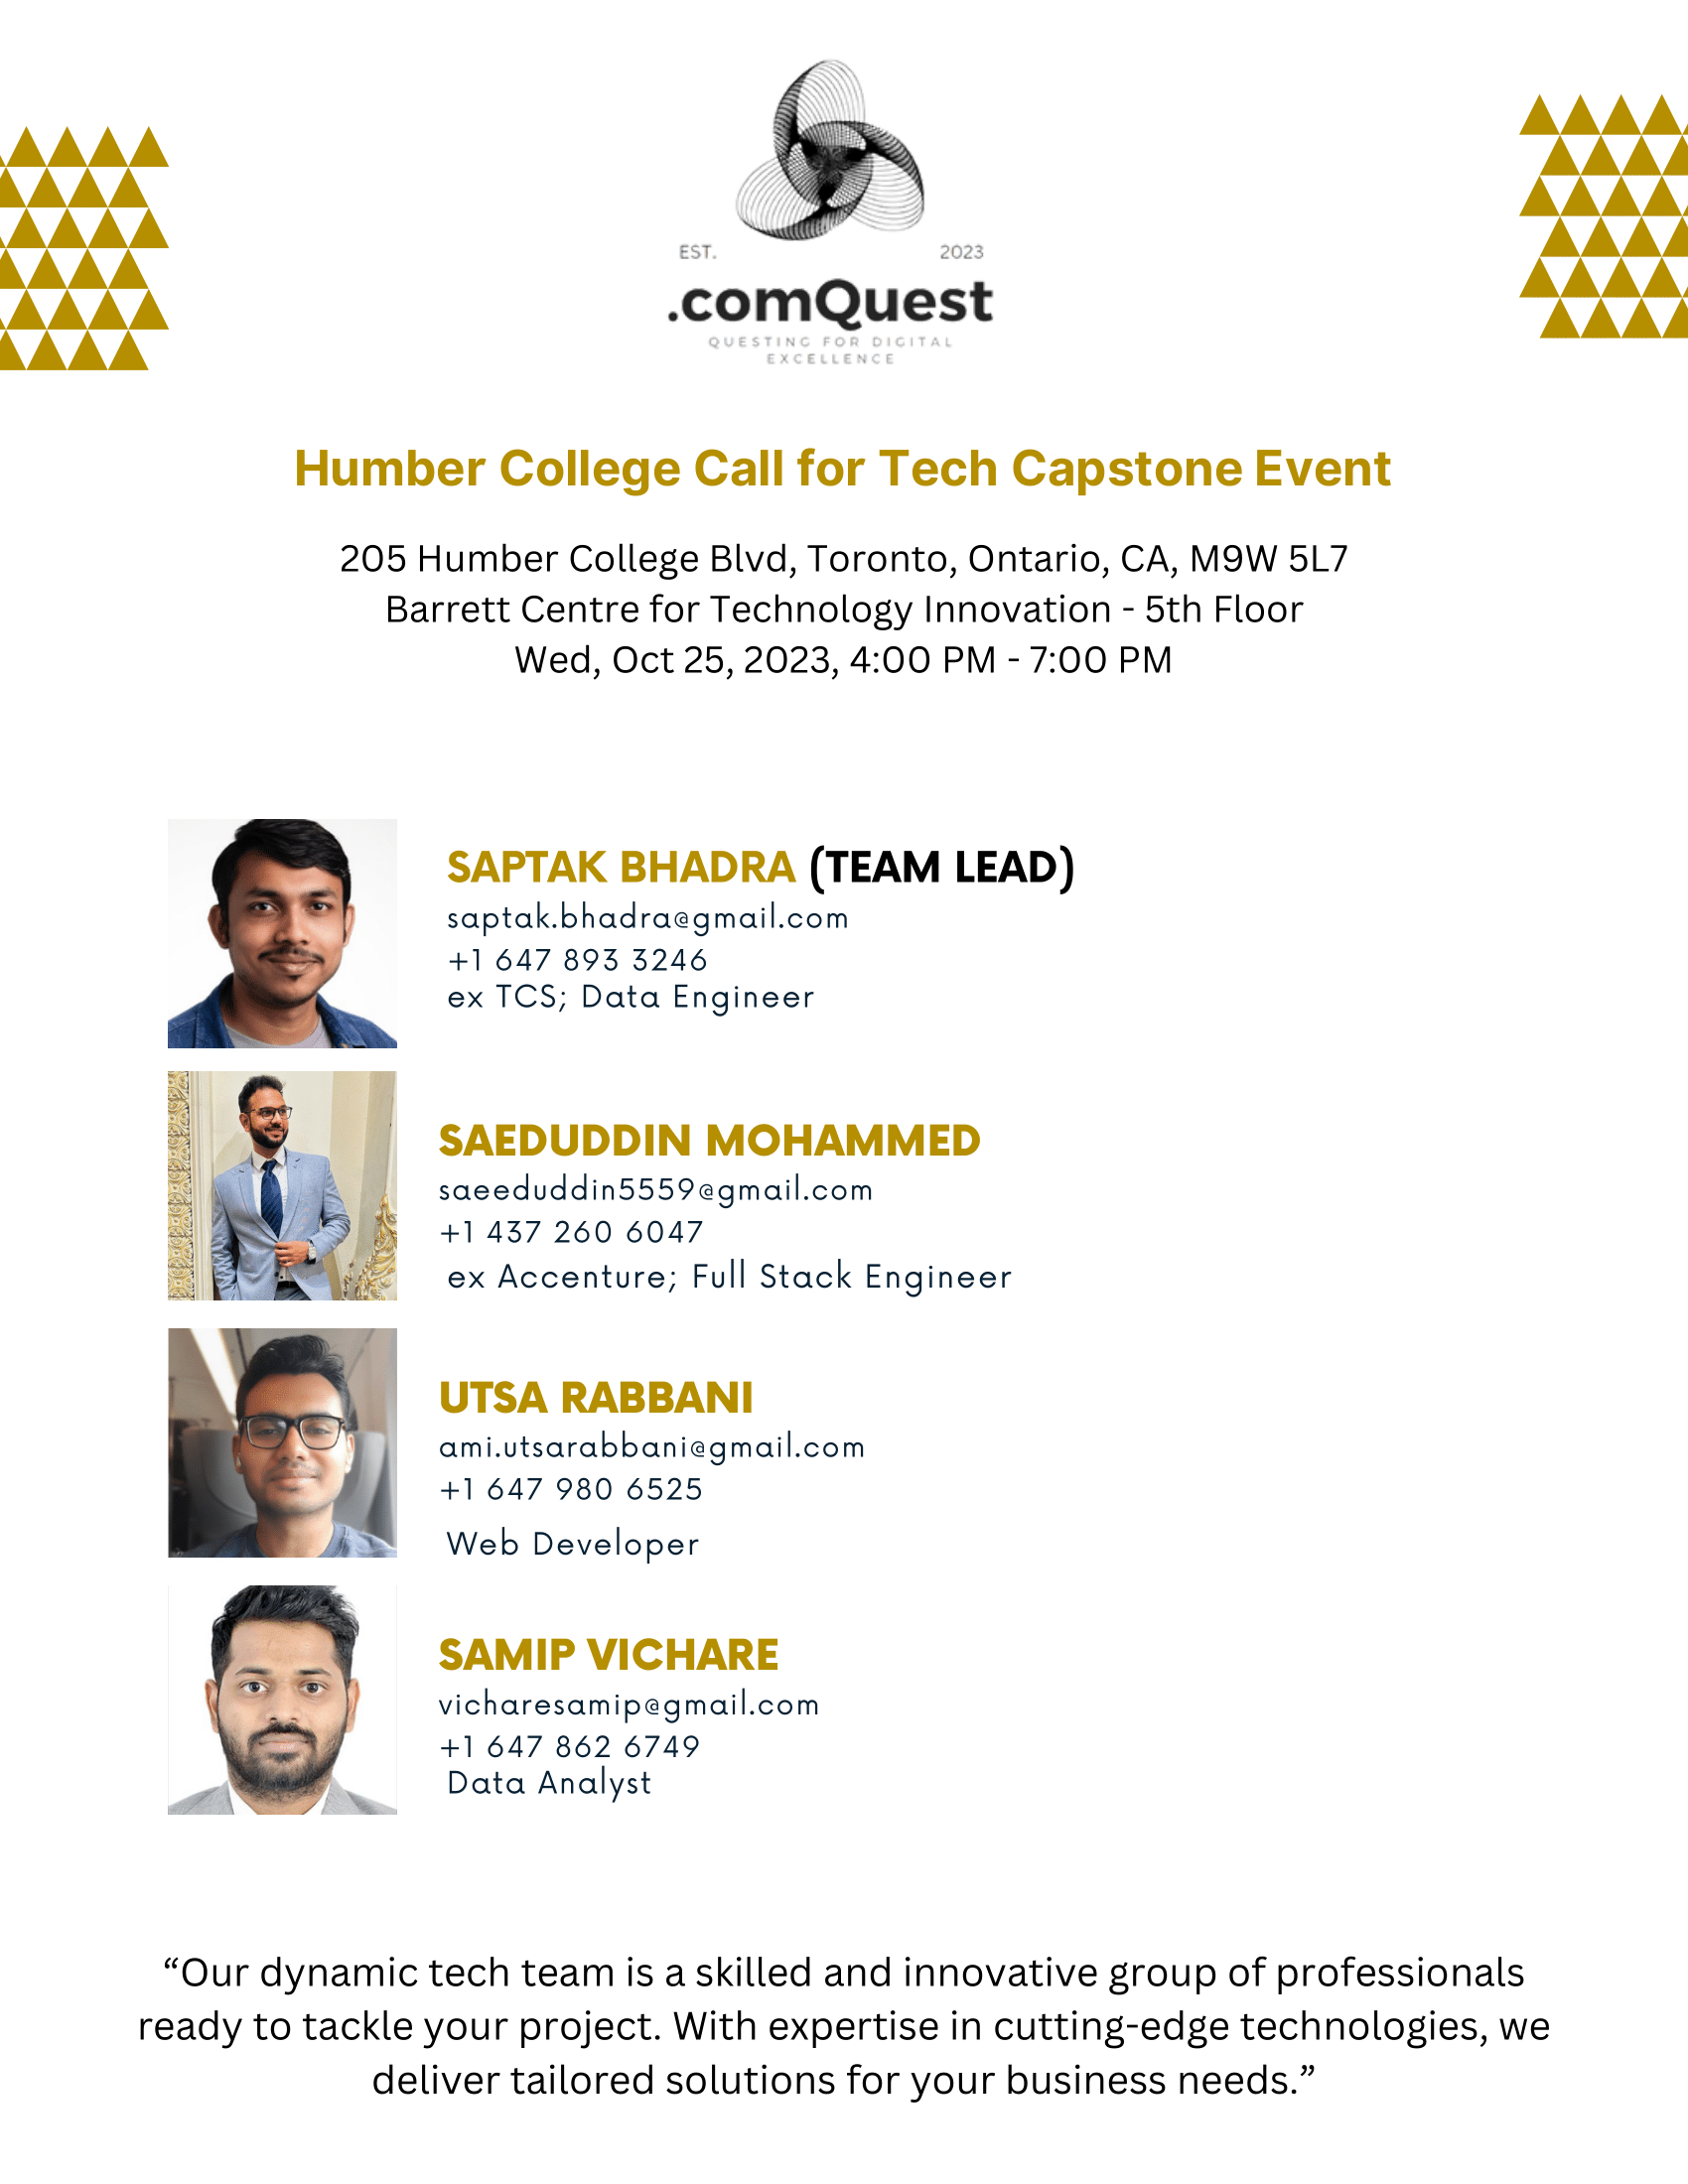 EST. 2023
.comQuest
QUESTING FOR DIGITAL
EXCELLENCE
Humber College Call for Tech Capstone Event
205 Humber College Blvd, Toronto, Ontario, CA, M9W 5L7
Barrett Centre for Technology Innovation - 5th Floor
Wed, Oct 25, 2023, 4:00 PM - 7:00 PM
SAPTAK BHADRA (TEAM LEAD)
saptak.bhadra@gmail.com
+1 647 893 3246
ex TCS; Data Engineer
SAEDUDDIN MOHAMMED
saeeduddin5559@gmail.com
+1 437 260 6047
ex Accenture; Full Stack Engineer
UTSA RABBANI
ami.utsarabbani@gmail.com
+1 647 980 6525
Web Developer
SAMIP VICHARE
vicharesamip@gmail.com
+1 647 862 6749
Data Analyst
“Our dynamic tech team is a skilled and innovative group of professionals
ready to tackle your project. With expertise in cutting-edge technologies, we
deliver tailored solutions for your business needs.”